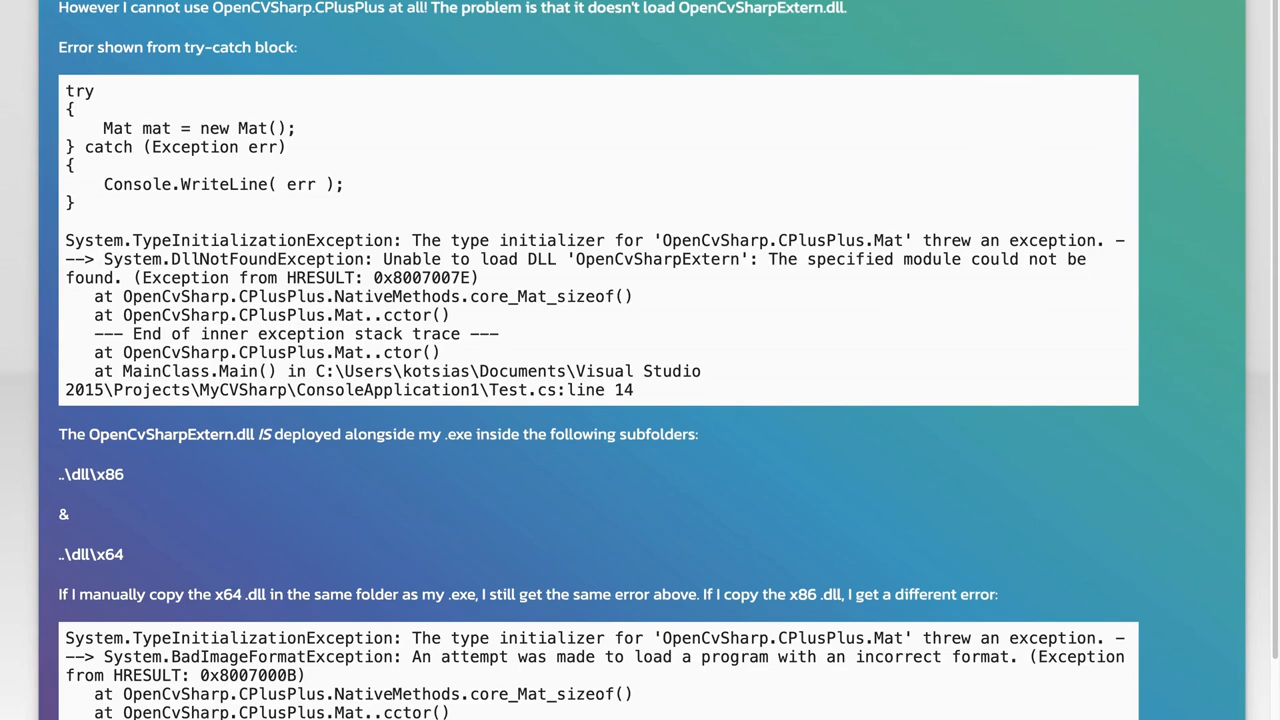 However I cannot use OpenCVSharp.CPlusPlus at all! The problem is that it doesn't load OpenCvSharpExtern.dll.
Error shown from try-catch block:
try
{
    Mat mat = new Mat();
} catch (Exception err)
{
    Console.WriteLine( err );
}
System.TypeInitializationException: The type initializer for 'OpenCvSharp.CPlusPlus.Mat' threw an exception. -
--> System.DllNotFoundException: Unable to load DLL 'OpenCvSharpExtern': The specified module could not be
found. (Exception from HRESULT: 0x8007007E)
   at OpenCvSharp.CPlusPlus.NativeMethods.core_Mat_sizeof()
   at OpenCvSharp.CPlusPlus.Mat..cctor()
   --- End of inner exception stack trace ---
   at OpenCvSharp.CPlusPlus.Mat..ctor()
   at MainClass.Main() in C:\Users\kotsias\Documents\Visual Studio
2015\Projects\MyCVSharp\ConsoleApplication1\Test.cs:line 14
The OpenCvSharpExtern.dll IS deployed alongside my .exe inside the following subfolders:
..\dll\x86
&
..\dll\x64
If I manually copy the x64 .dll in the same folder as my .exe, I still get the same error above. If I copy the x86 .dll, I get a different error:
System.TypeInitializationException: The type initializer for 'OpenCvSharp.CPlusPlus.Mat' threw an exception. -
--> System.BadImageFormatException: An attempt was made to load a program with an incorrect format. (Exception
from HRESULT: 0x8007000B)
   at OpenCvSharp.CPlusPlus.NativeMethods.core_Mat_sizeof()
   at OpenCvSharp.CPlusPlus.Mat..cctor()